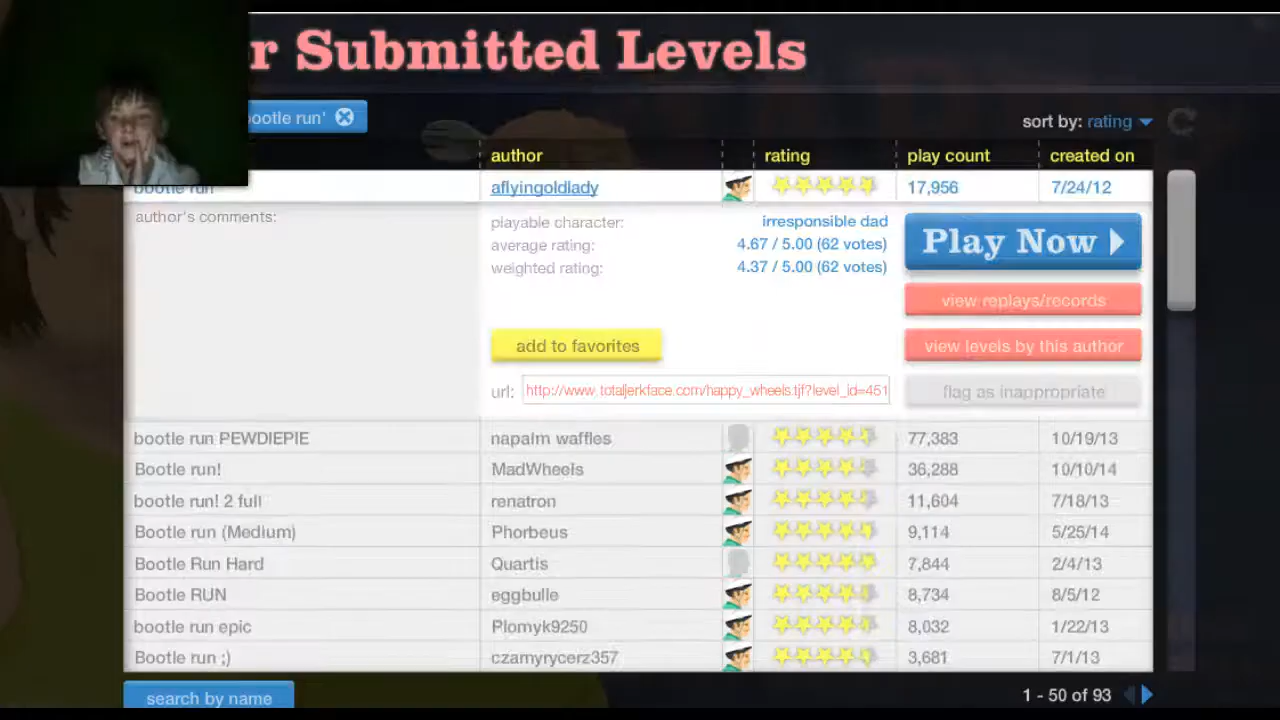 r Submitted Levels
ootle run'
sort by: rating
author rating play count created on
bootle run aflyingoldlady 17,956 7/24/12
author's comments:
playable character: irresponsible dad
average rating: 4.67 / 5.00 (62 votes)
weighted rating: 4.37 / 5.00 (62 votes)
Play Now
view replays/records
add to favorites
view levels by this author
url: http://www.totaljerkface.com/happy_wheels.tjf?level_id=451
flag as inappropriate
bootle run PEWDIEPIE napalm waffles 77,383 10/19/13
Bootle run! MadWheels 36,288 10/10/14
bootle run! 2 full renatron 11,604 7/18/13
Bootle run (Medium) Phorbeus 9,114 5/25/14
Bootle Run Hard Quartis 7,844 2/4/13
Bootle RUN eggbulle 8,734 8/5/12
bootle run epic Plomyk9250 8,032 1/22/13
Bootle run ;) czamyrycerz357 3,681 7/1/13
search by name
1 - 50 of 93